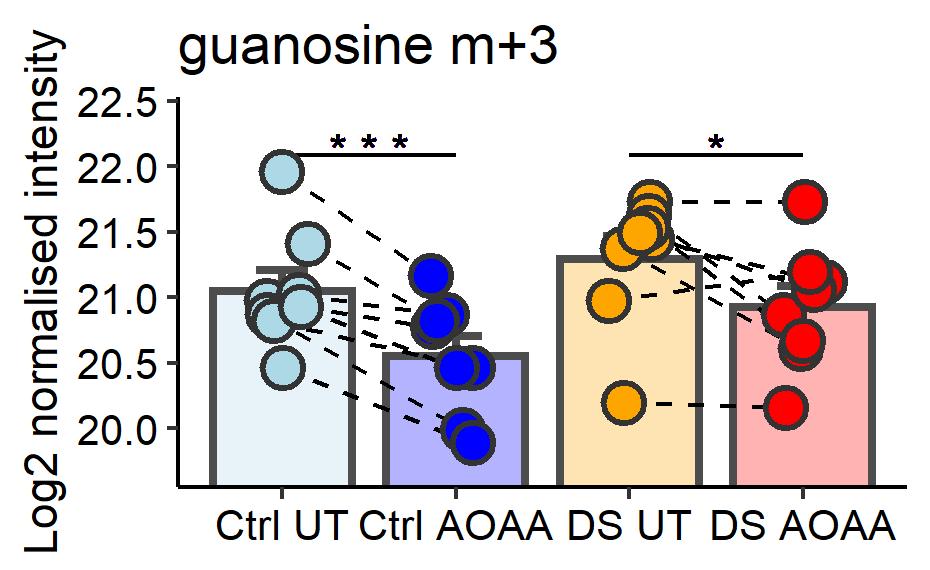 guanosine m+3
Log2 normalised intensity
22.5
22.0
21.5
21.0
20.5
20.0
* * *
*
Ctrl UT Ctrl AOAA DS UT DS AOAA